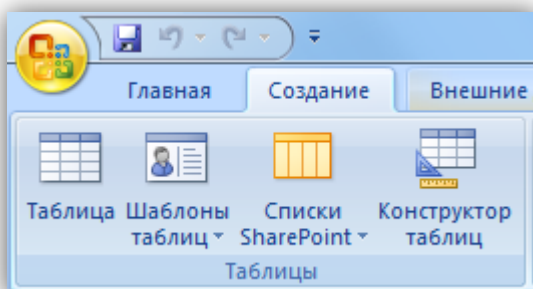 Главная Создание Внешние
Таблица Шаблоны таблиц Списки SharePoint Конструктор таблиц
Таблицы